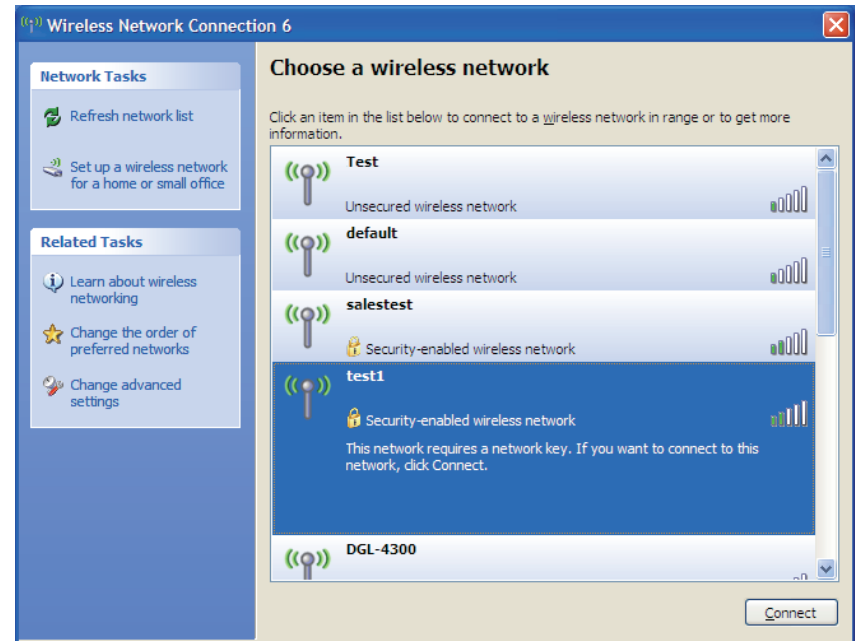 Wireless Network Connection 6
Network Tasks
Refresh network list
Set up a wireless network
for a home or small office
Related Tasks
Learn about wireless
networking
Change the order of
preferred networks
Change advanced
settings
Choose a wireless network
Click an item in the list below to connect to a wireless network in range or to get more
information.
Test
Unsecured wireless network
default
Unsecured wireless network
salestest
Security-enabled wireless network
test1
Security-enabled wireless network
This network requires a network key. If you want to connect to this
network, click Connect.
DGL-4300
Connect